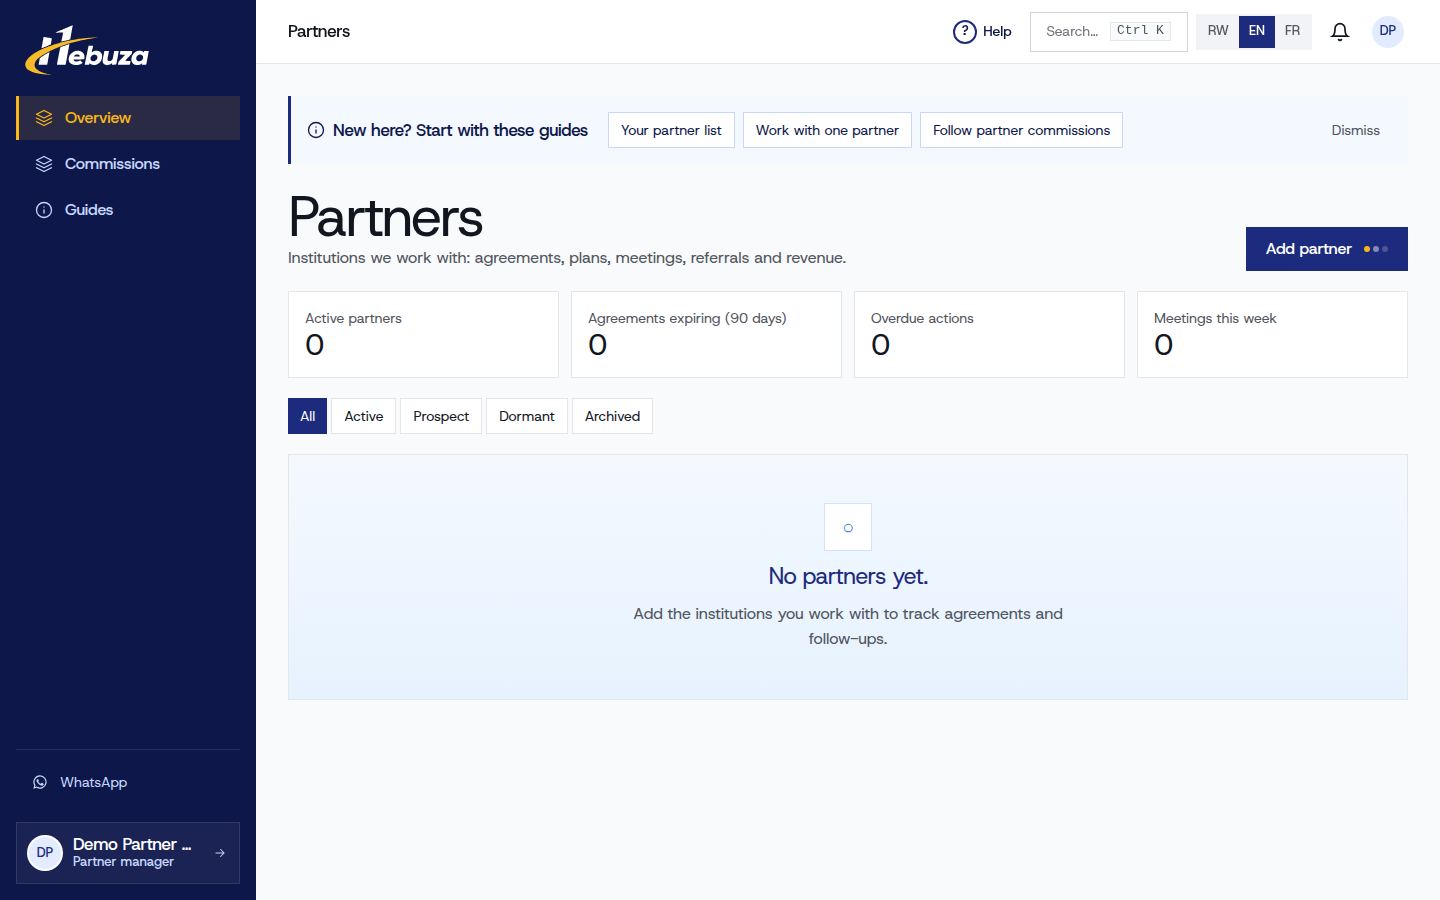 Hebuza
Overview
Commissions
Guides
WhatsApp
DP
Demo Partner ...
Partner manager
Partners
? Help
Search... Ctrl K
RW EN FR
DP
New here? Start with these guides
Your partner list
Work with one partner
Follow partner commissions
Dismiss
Partners
Institutions we work with: agreements, plans, meetings, referrals and revenue.
Add partner
Active partners
0
Agreements expiring (90 days)
0
Overdue actions
0
Meetings this week
0
All
Active
Prospect
Dormant
Archived
No partners yet.
Add the institutions you work with to track agreements and
follow-ups.